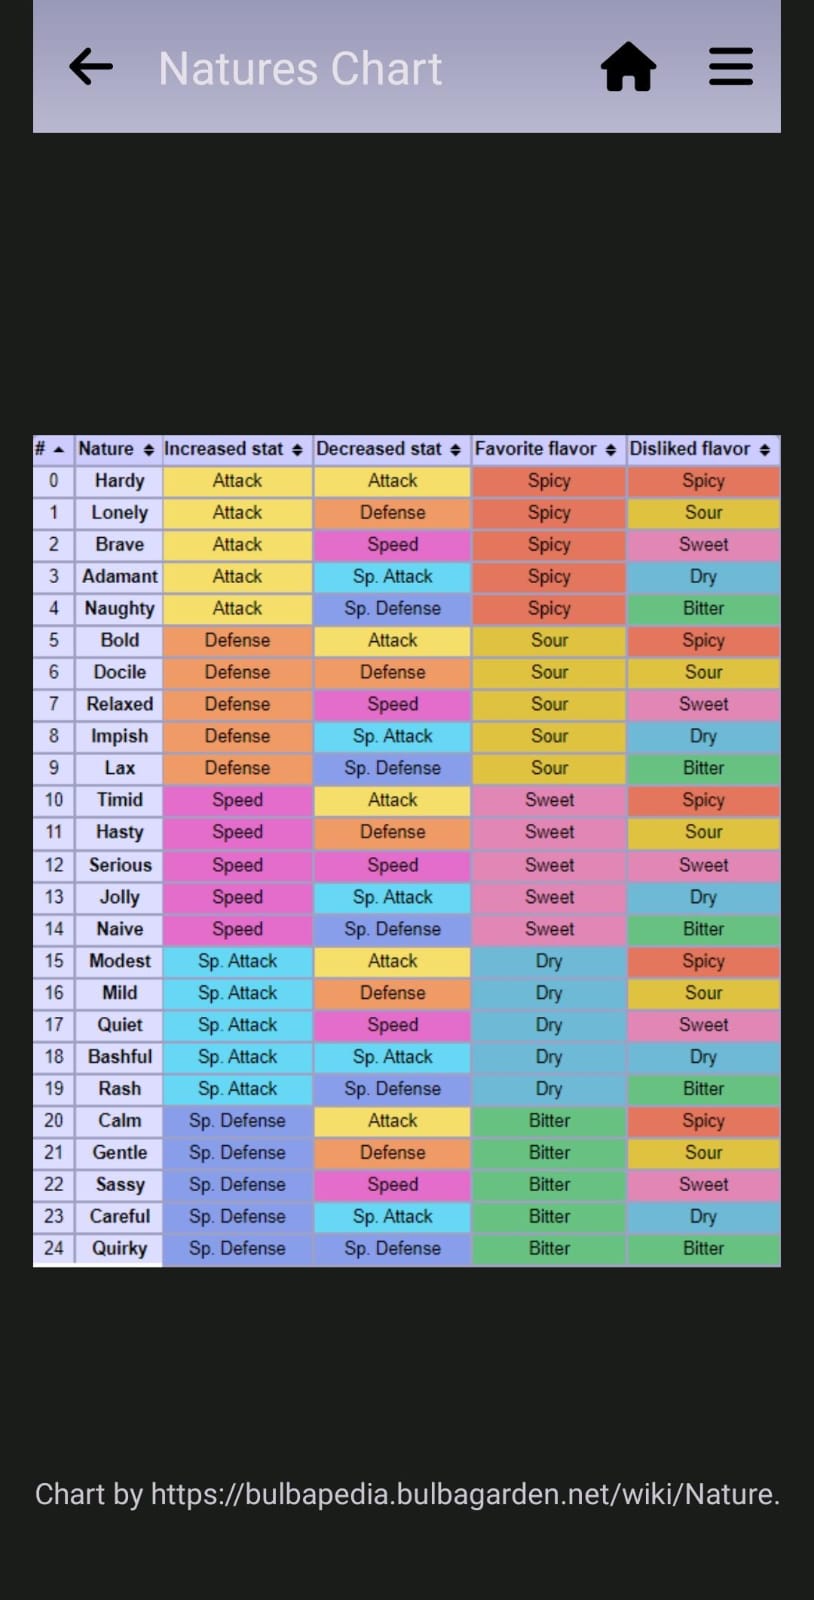 Natures Chart
# Nature Increased stat Decreased stat Favorite flavor Disliked flavor
0 Hardy Attack Attack Spicy Spicy
1 Lonely Attack Defense Spicy Sour
2 Brave Attack Speed Spicy Sweet
3 Adamant Attack Sp. Attack Spicy Dry
4 Naughty Attack Sp. Defense Spicy Bitter
5 Bold Defense Attack Sour Spicy
6 Docile Defense Defense Sour Sour
7 Relaxed Defense Speed Sour Sweet
8 Impish Defense Sp. Attack Sour Dry
9 Lax Defense Sp. Defense Sour Bitter
10 Timid Speed Attack Sweet Spicy
11 Hasty Speed Defense Sweet Sour
12 Serious Speed Speed Sweet Sweet
13 Jolly Speed Sp. Attack Sweet Dry
14 Naive Speed Sp. Defense Sweet Bitter
15 Modest Sp. Attack Attack Dry Spicy
16 Mild Sp. Attack Defense Dry Sour
17 Quiet Sp. Attack Speed Dry Sweet
18 Bashful Sp. Attack Sp. Attack Dry Dry
19 Rash Sp. Attack Sp. Defense Dry Bitter
20 Calm Sp. Defense Attack Bitter Spicy
21 Gentle Sp. Defense Defense Bitter Sour
22 Sassy Sp. Defense Speed Bitter Sweet
23 Careful Sp. Defense Sp. Attack Bitter Dry
24 Quirky Sp. Defense Sp. Defense Bitter Bitter
Chart by https://bulbapedia.bulbagarden.net/wiki/Nature.